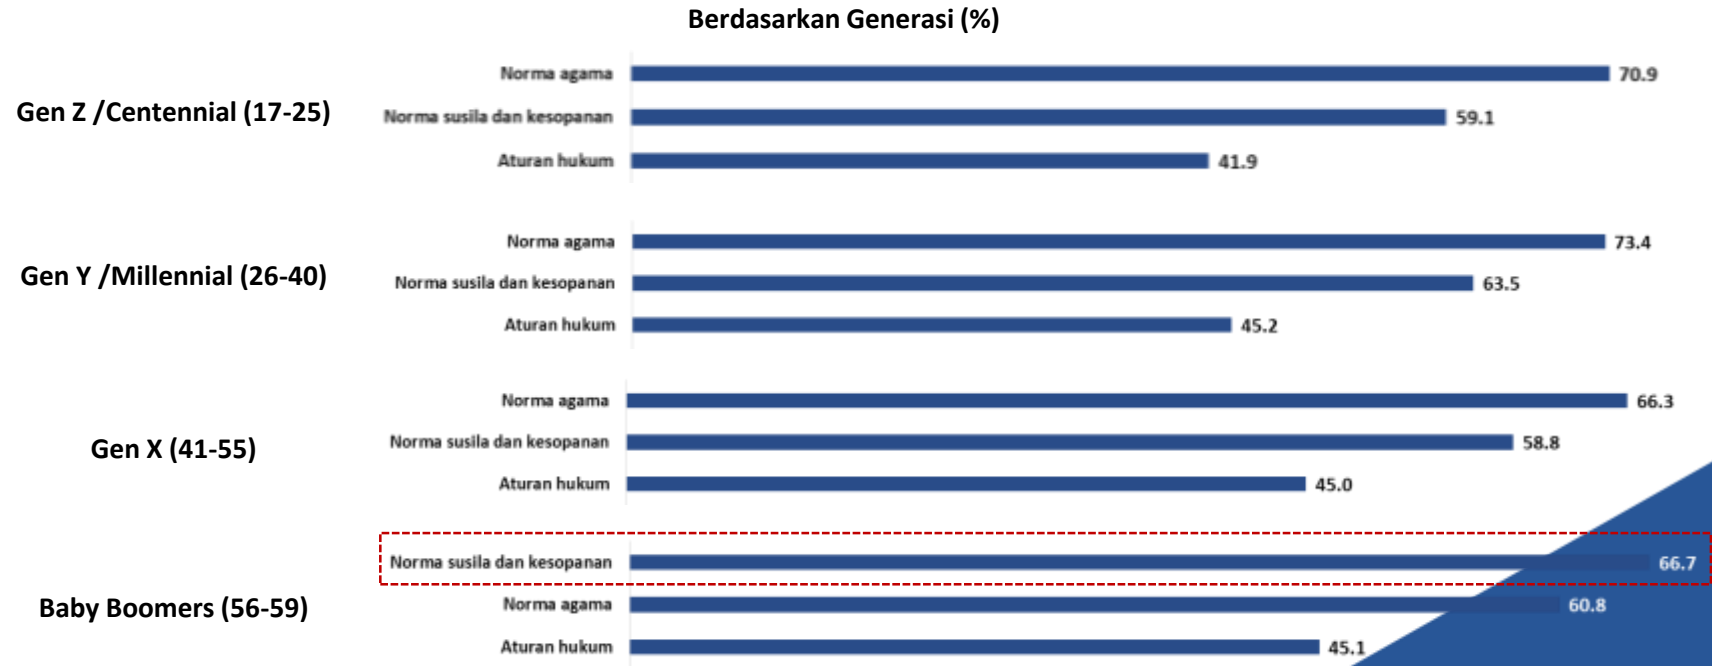 Berdasarkan Generasi (%)
Gen Z /Centennial (17-25)
Norma agama 70.9
Norma susila dan kesopanan 59.1
Aturan hukum 41.9
Gen Y /Millennial (26-40)
Norma agama 73.4
Norma susila dan kesopanan 63.5
Aturan hukum 45.2
Gen X (41-55)
Norma agama 66.3
Norma susila dan kesopanan 58.8
Aturan hukum 45.0
Baby Boomers (56-59)
Norma susila dan kesopanan 66.7
Norma agama 60.8
Aturan hukum 45.1